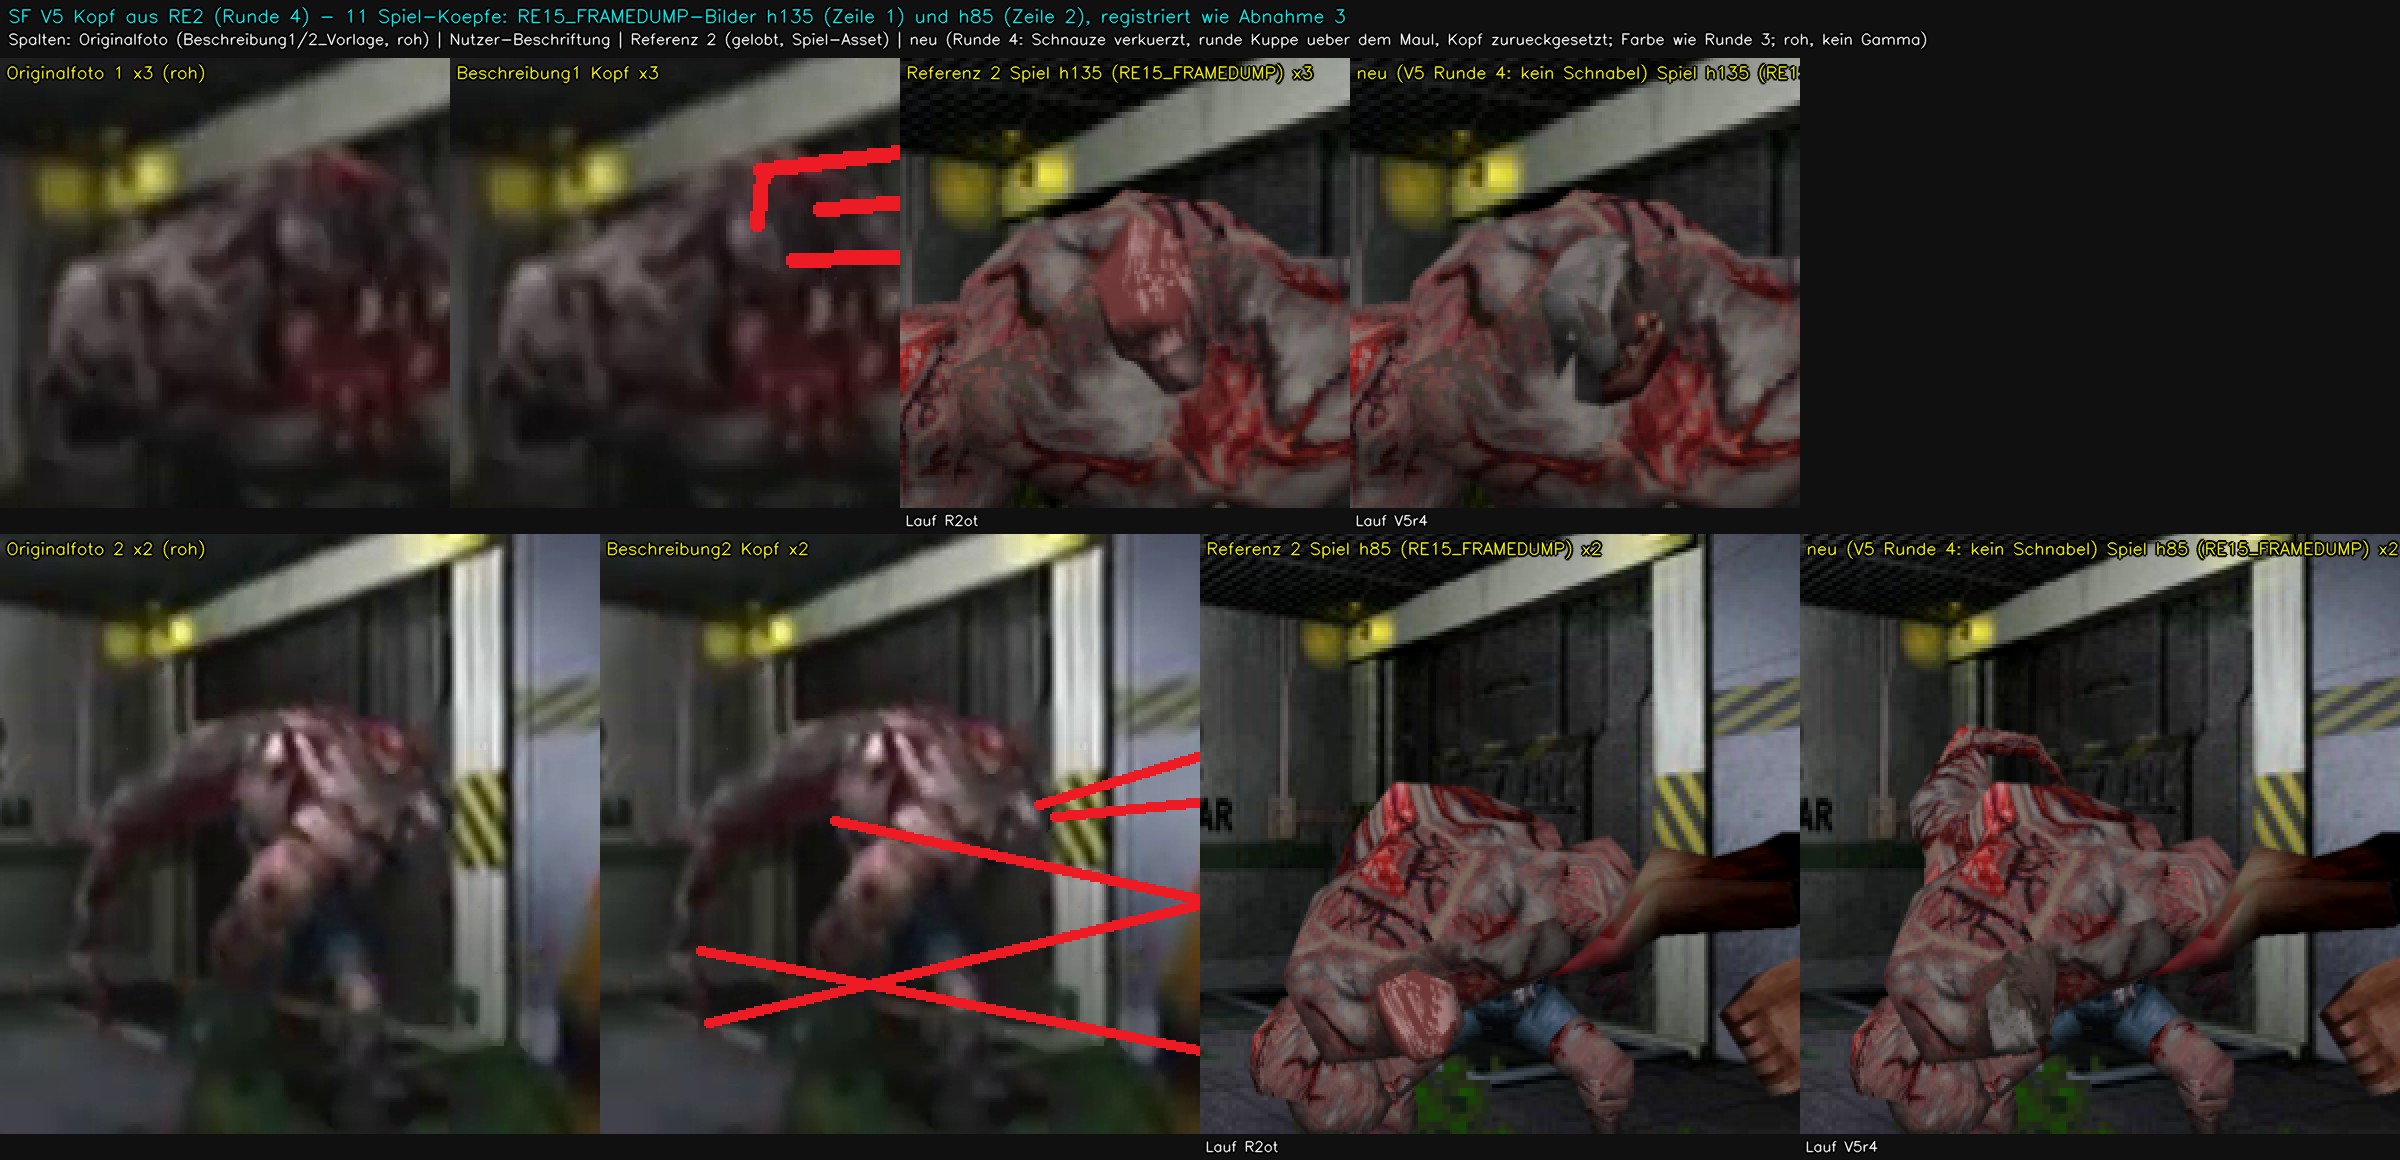 SF V5 Kopf aus RE2 (Runde 4) - 11 Spiel-Koepfe: RE15_FRAMEDUMP-Bilder h135 (Zeile 1) und h85 (Zeile 2), registriert wie Abnahme 3
Spalten: Originalfoto (Beschreibung1/2_Vorlage, roh) | Nutzer-Beschriftung | Referenz 2 (gelobt, Spiel-Asset) | neu (Runde 4: Schnauze verkuerzt, runde Kuppe ueber dem Maul, Kopf zurueckgesetzt; Farbe wie Runde 3; roh, kein Gamma)
Originalfoto 1 x3 (roh)
Beschreibung1 Kopf x3
Referenz 2 Spiel h135 (RE15_FRAMEDUMP) x3
neu (V5 Runde 4: kein Schnabel) Spiel h135 (RE1
Lauf R2ot
Lauf V5r4
Originalfoto 2 x2 (roh)
Beschreibung2 Kopf x2
Referenz 2 Spiel h85 (RE15_FRAMEDUMP) x2
neu (V5 Runde 4: kein Schnabel) Spiel h85 (RE15_FRAMEDUMP) x2
AR
AR
Lauf R2ot
Lauf V5r4